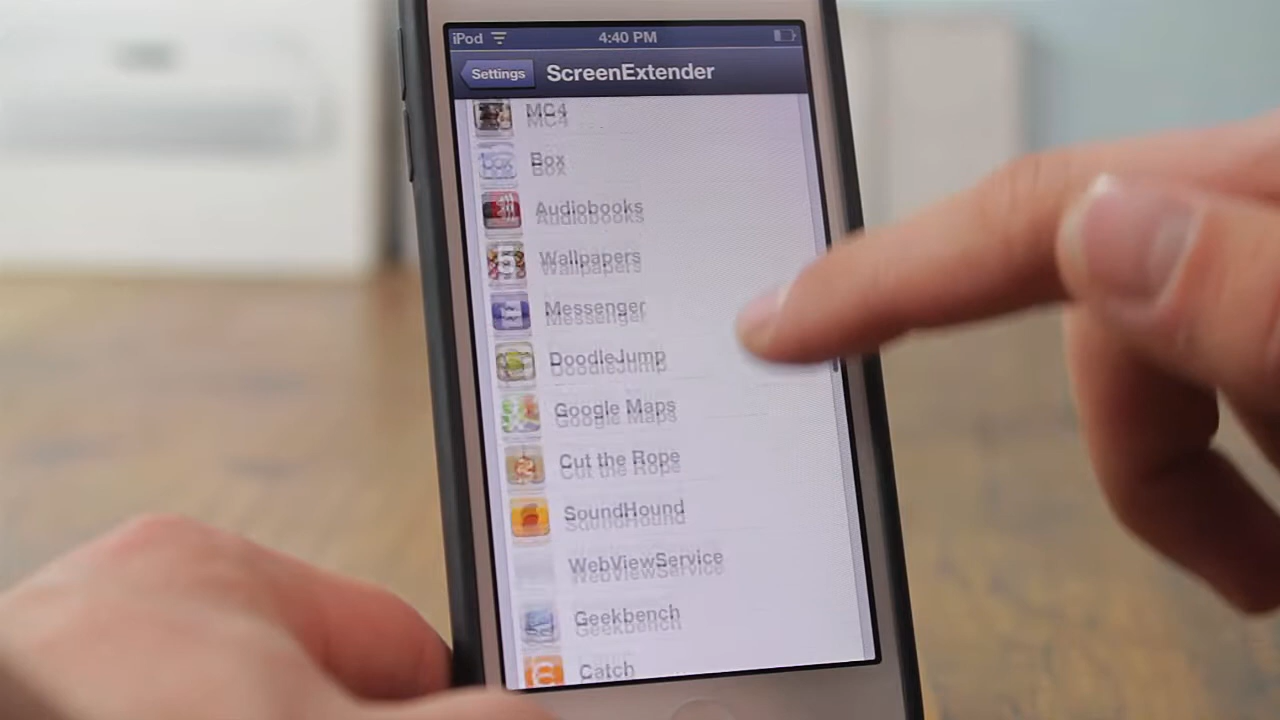 iPod 4:40 PM
Settings ScreenExtender
MC4
Box
Audiobooks
Wallpapers
Messenger
DoodleJump
Google Maps
Cut the Rope
SoundHound
WebViewService
Geekbench
Catch